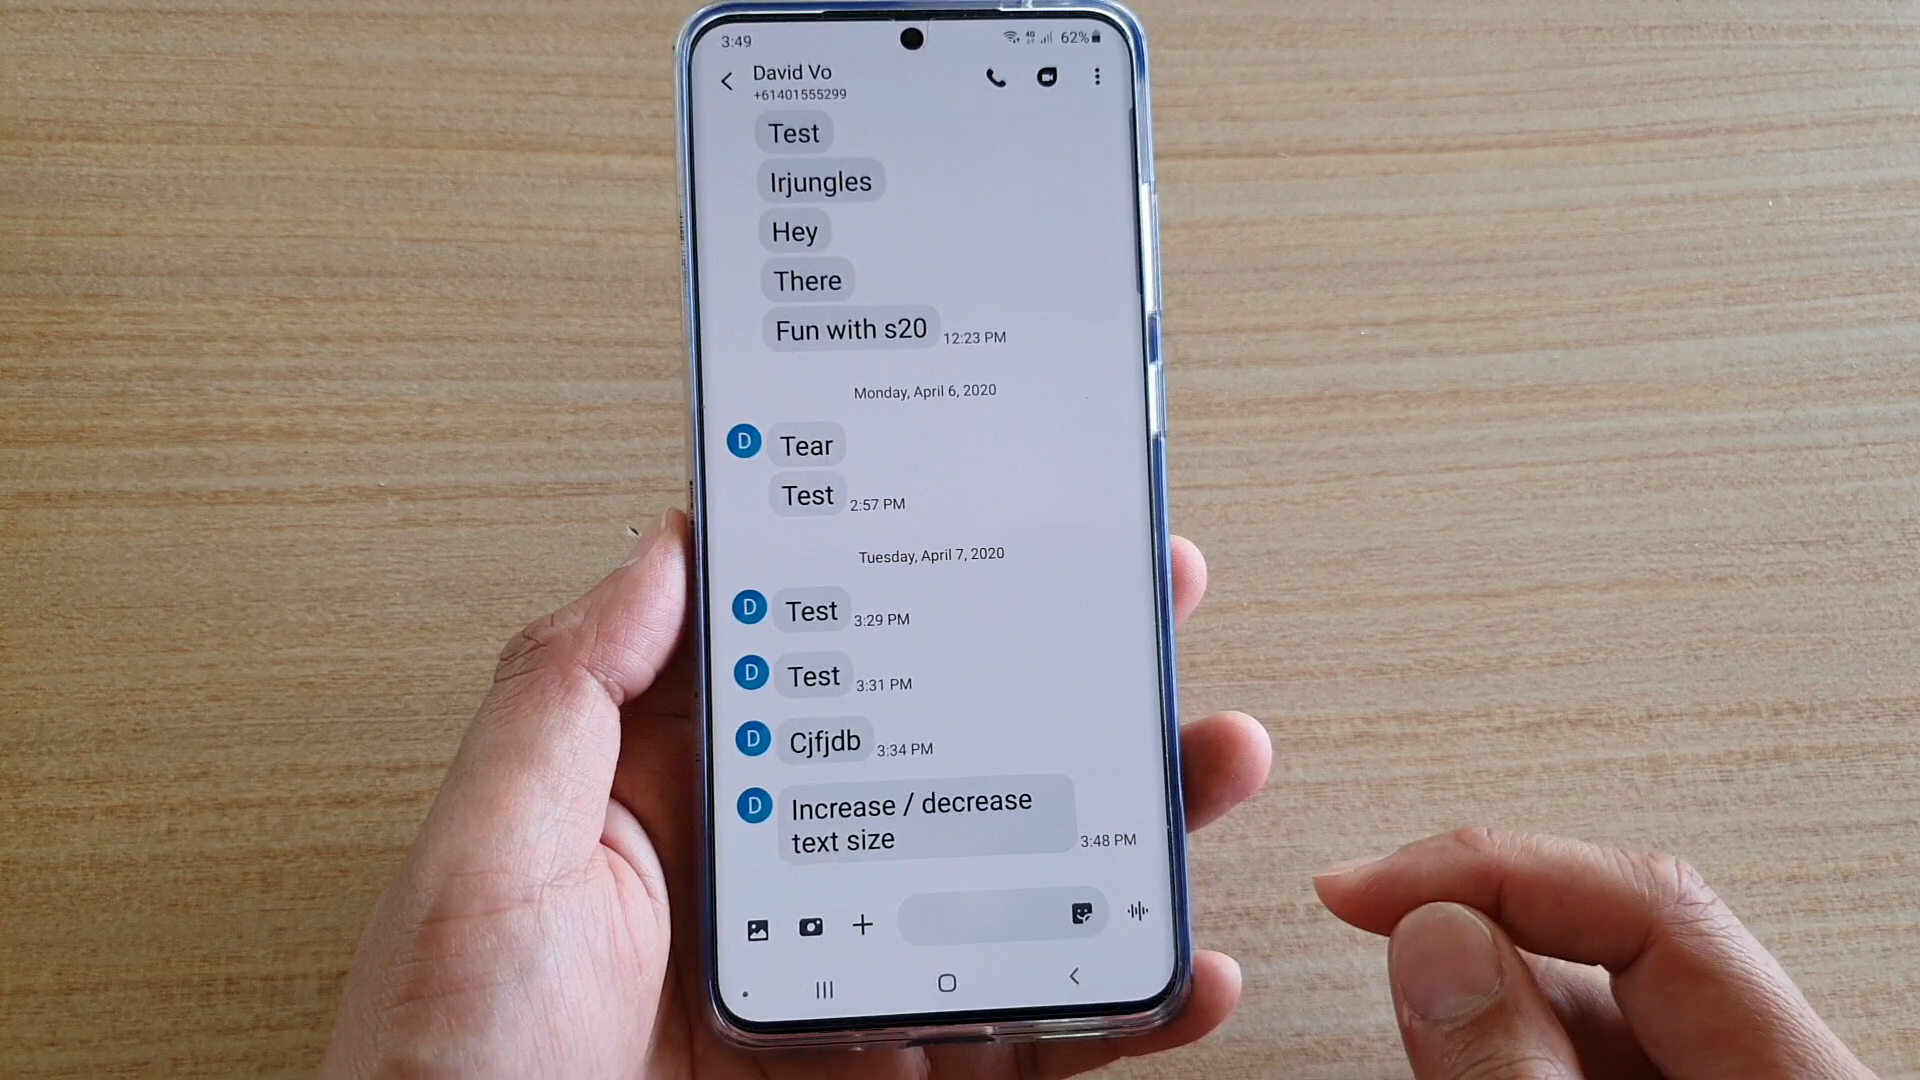 3:49
4G
62%
David Vo
+61401555299
Test
Irjungles
Hey
There
Fun with s20
12:23 PM
Monday, April 6, 2020
D
Tear
Test
2:57 PM
Tuesday, April 7, 2020
D
Test
3:29 PM
D
Test
3:31 PM
D
Cjfjdb
3:34 PM
D
Increase / decrease
text size
3:48 PM